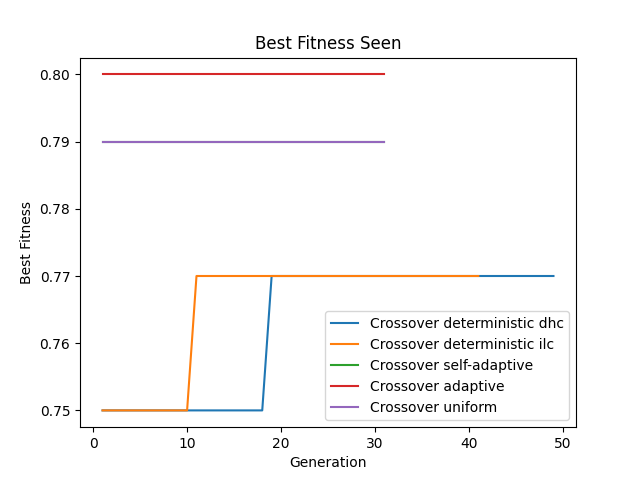 Best Fitness Seen
Best Fitness
0.80
0.79
0.78
0.77
0.76
0.75
Crossover deterministic dhc
Crossover deterministic ilc
Crossover self-adaptive
Crossover adaptive
Crossover uniform
0 10 20 30 40 50
Generation